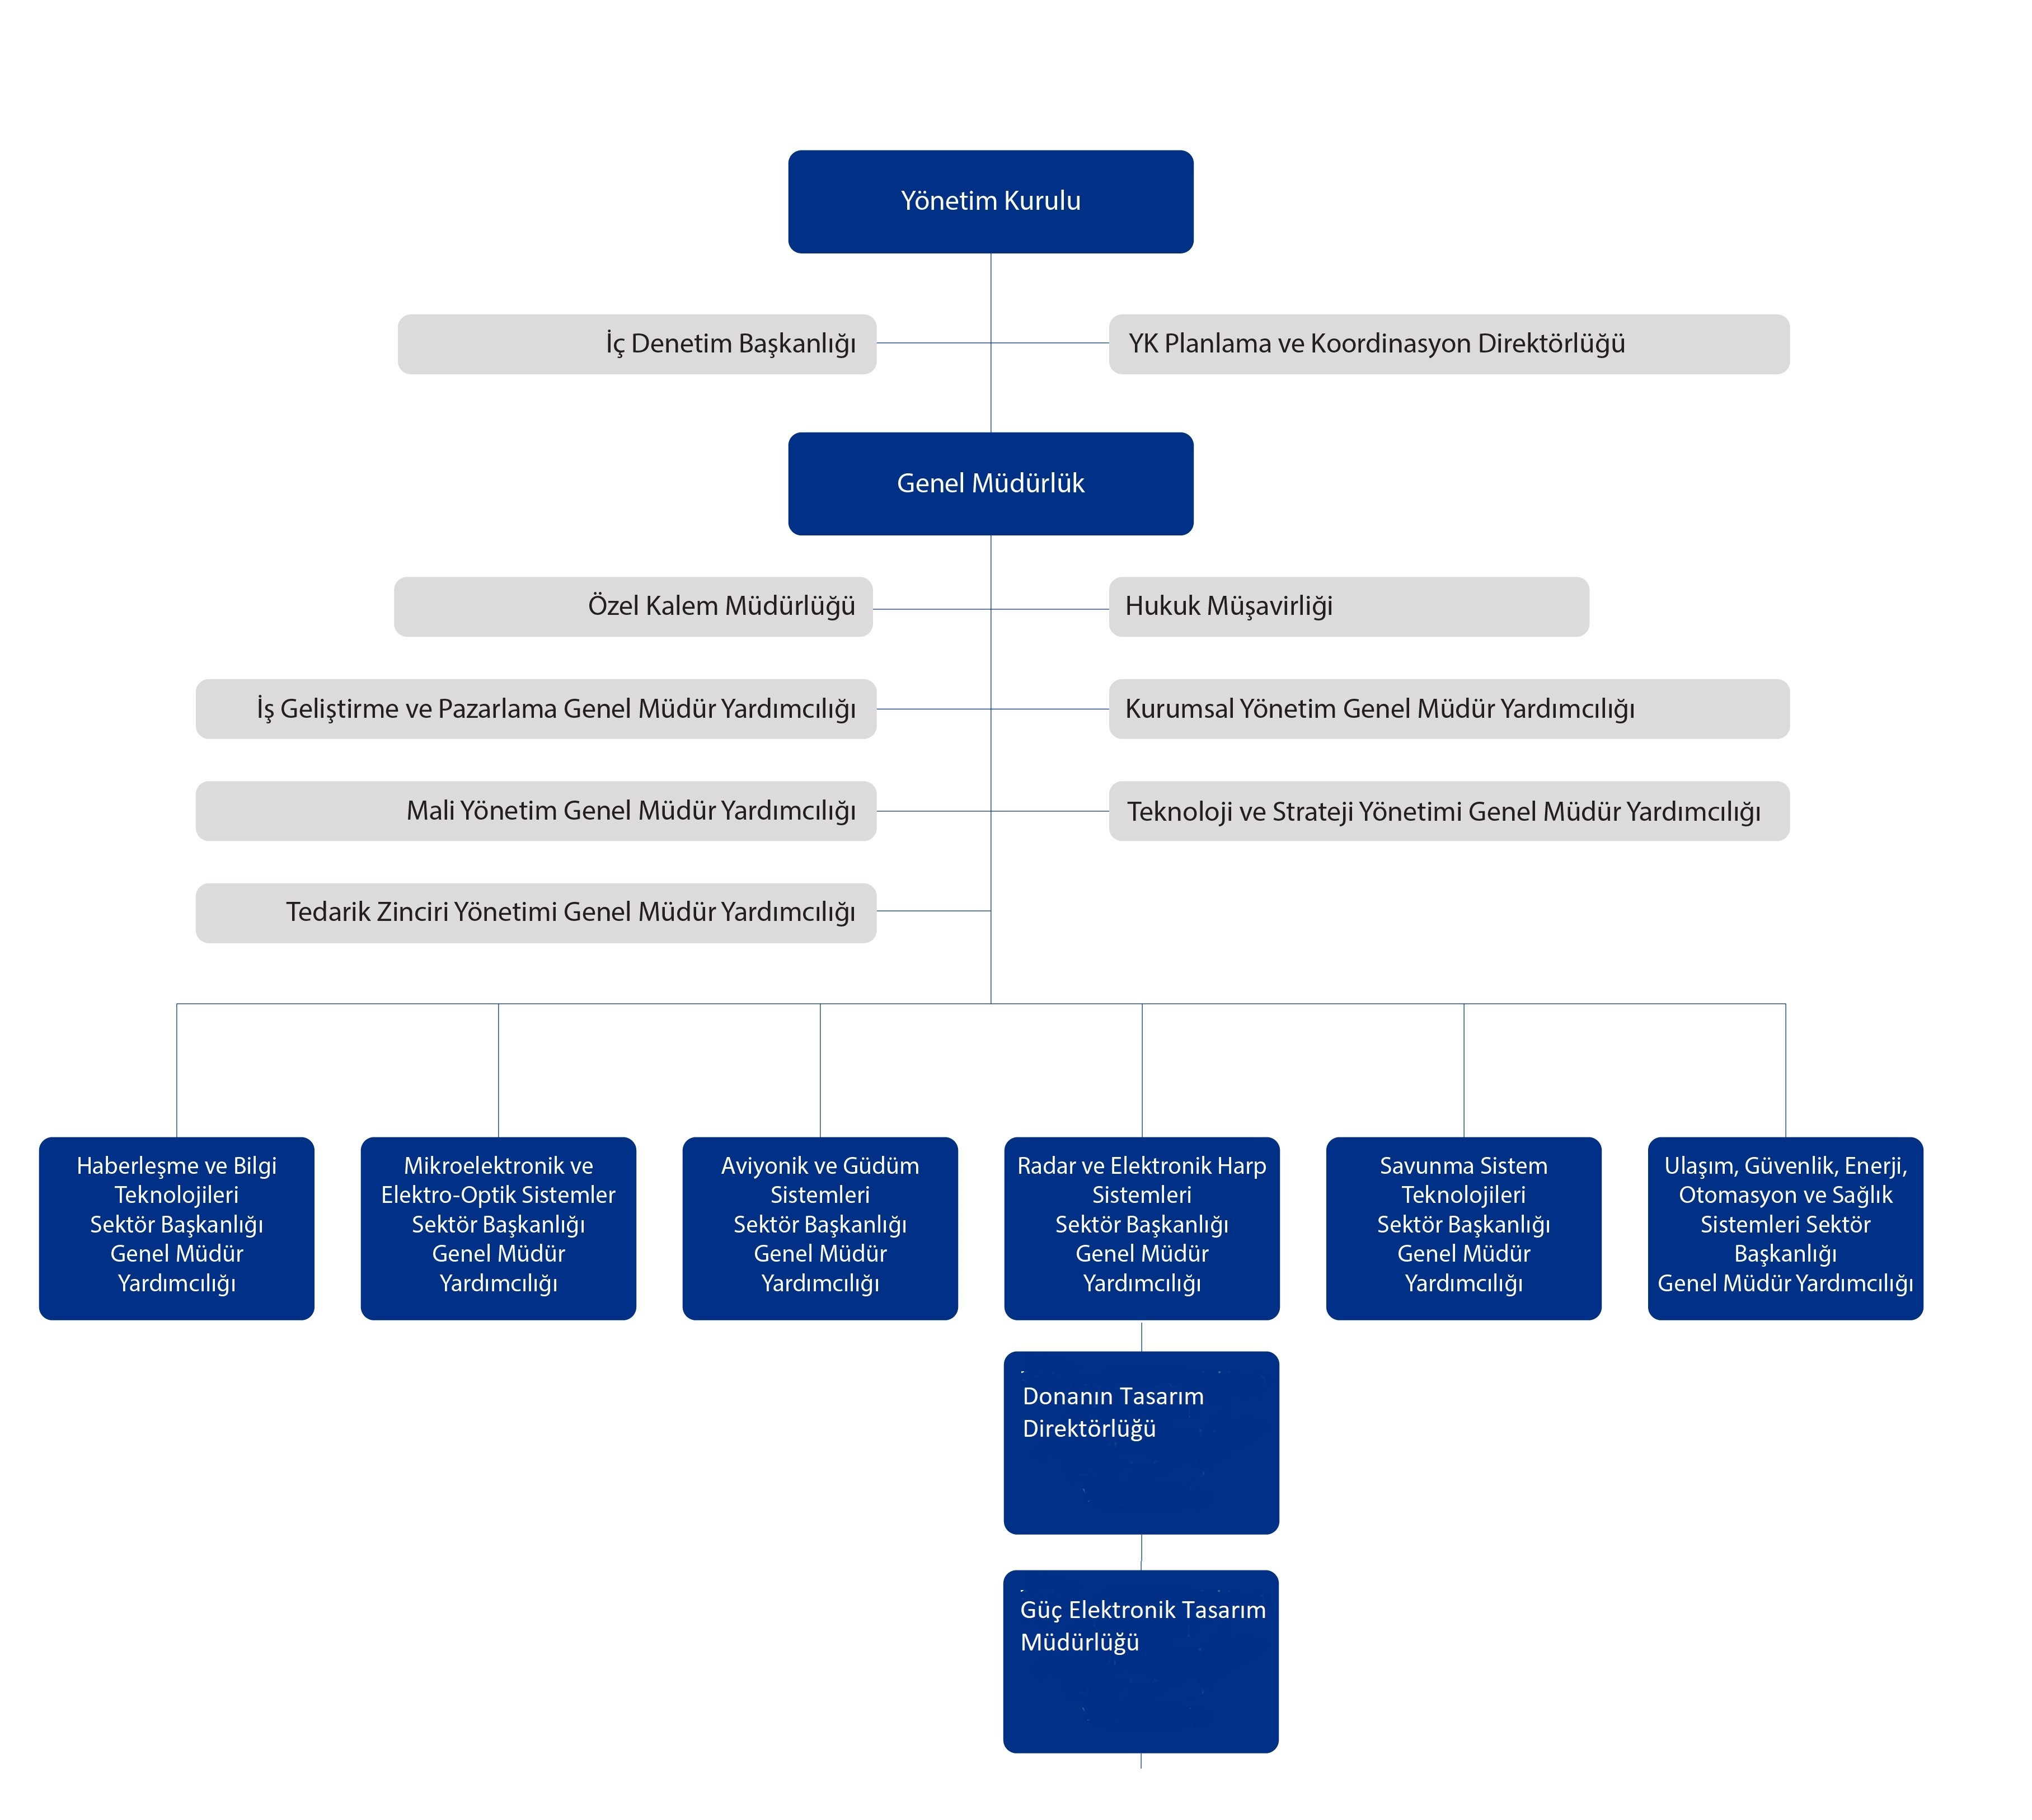 Yönetim Kurulu
İç Denetim Başkanlığı
YK Planlama ve Koordinasyon Direktörlüğü
Genel Müdürlük
Özel Kalem Müdürlüğü
Hukuk Müşavirliği
İş Geliştirme ve Pazarlama Genel Müdür Yardımcılığı
Kurumsal Yönetim Genel Müdür Yardımcılığı
Mali Yönetim Genel Müdür Yardımcılığı
Teknoloji ve Strateji Yönetimi Genel Müdür Yardımcılığı
Tedarik Zinciri Yönetimi Genel Müdür Yardımcılığı
Haberleşme ve Bilgi
Teknolojileri
Sektör Başkanlığı
Genel Müdür
Yardımcılığı
Mikroelektronik ve
Elektro-Optik Sistemler
Sektör Başkanlığı
Genel Müdür
Yardımcılığı
Aviyonik ve Güdüm
Sistemleri
Sektör Başkanlığı
Genel Müdür
Yardımcılığı
Radar ve Elektronik Harp
Sistemleri
Sektör Başkanlığı
Genel Müdür
Yardımcılığı
Savunma Sistem
Teknolojileri
Sektör Başkanlığı
Genel Müdür
Yardımcılığı
Ulaşım, Güvenlik, Enerji,
Otomasyon ve Sağlık
Sistemleri Sektör
Başkanlığı
Genel Müdür Yardımcılığı
Donanın Tasarım
Direktörlüğü
Güç Elektronik Tasarım
Müdürlüğü